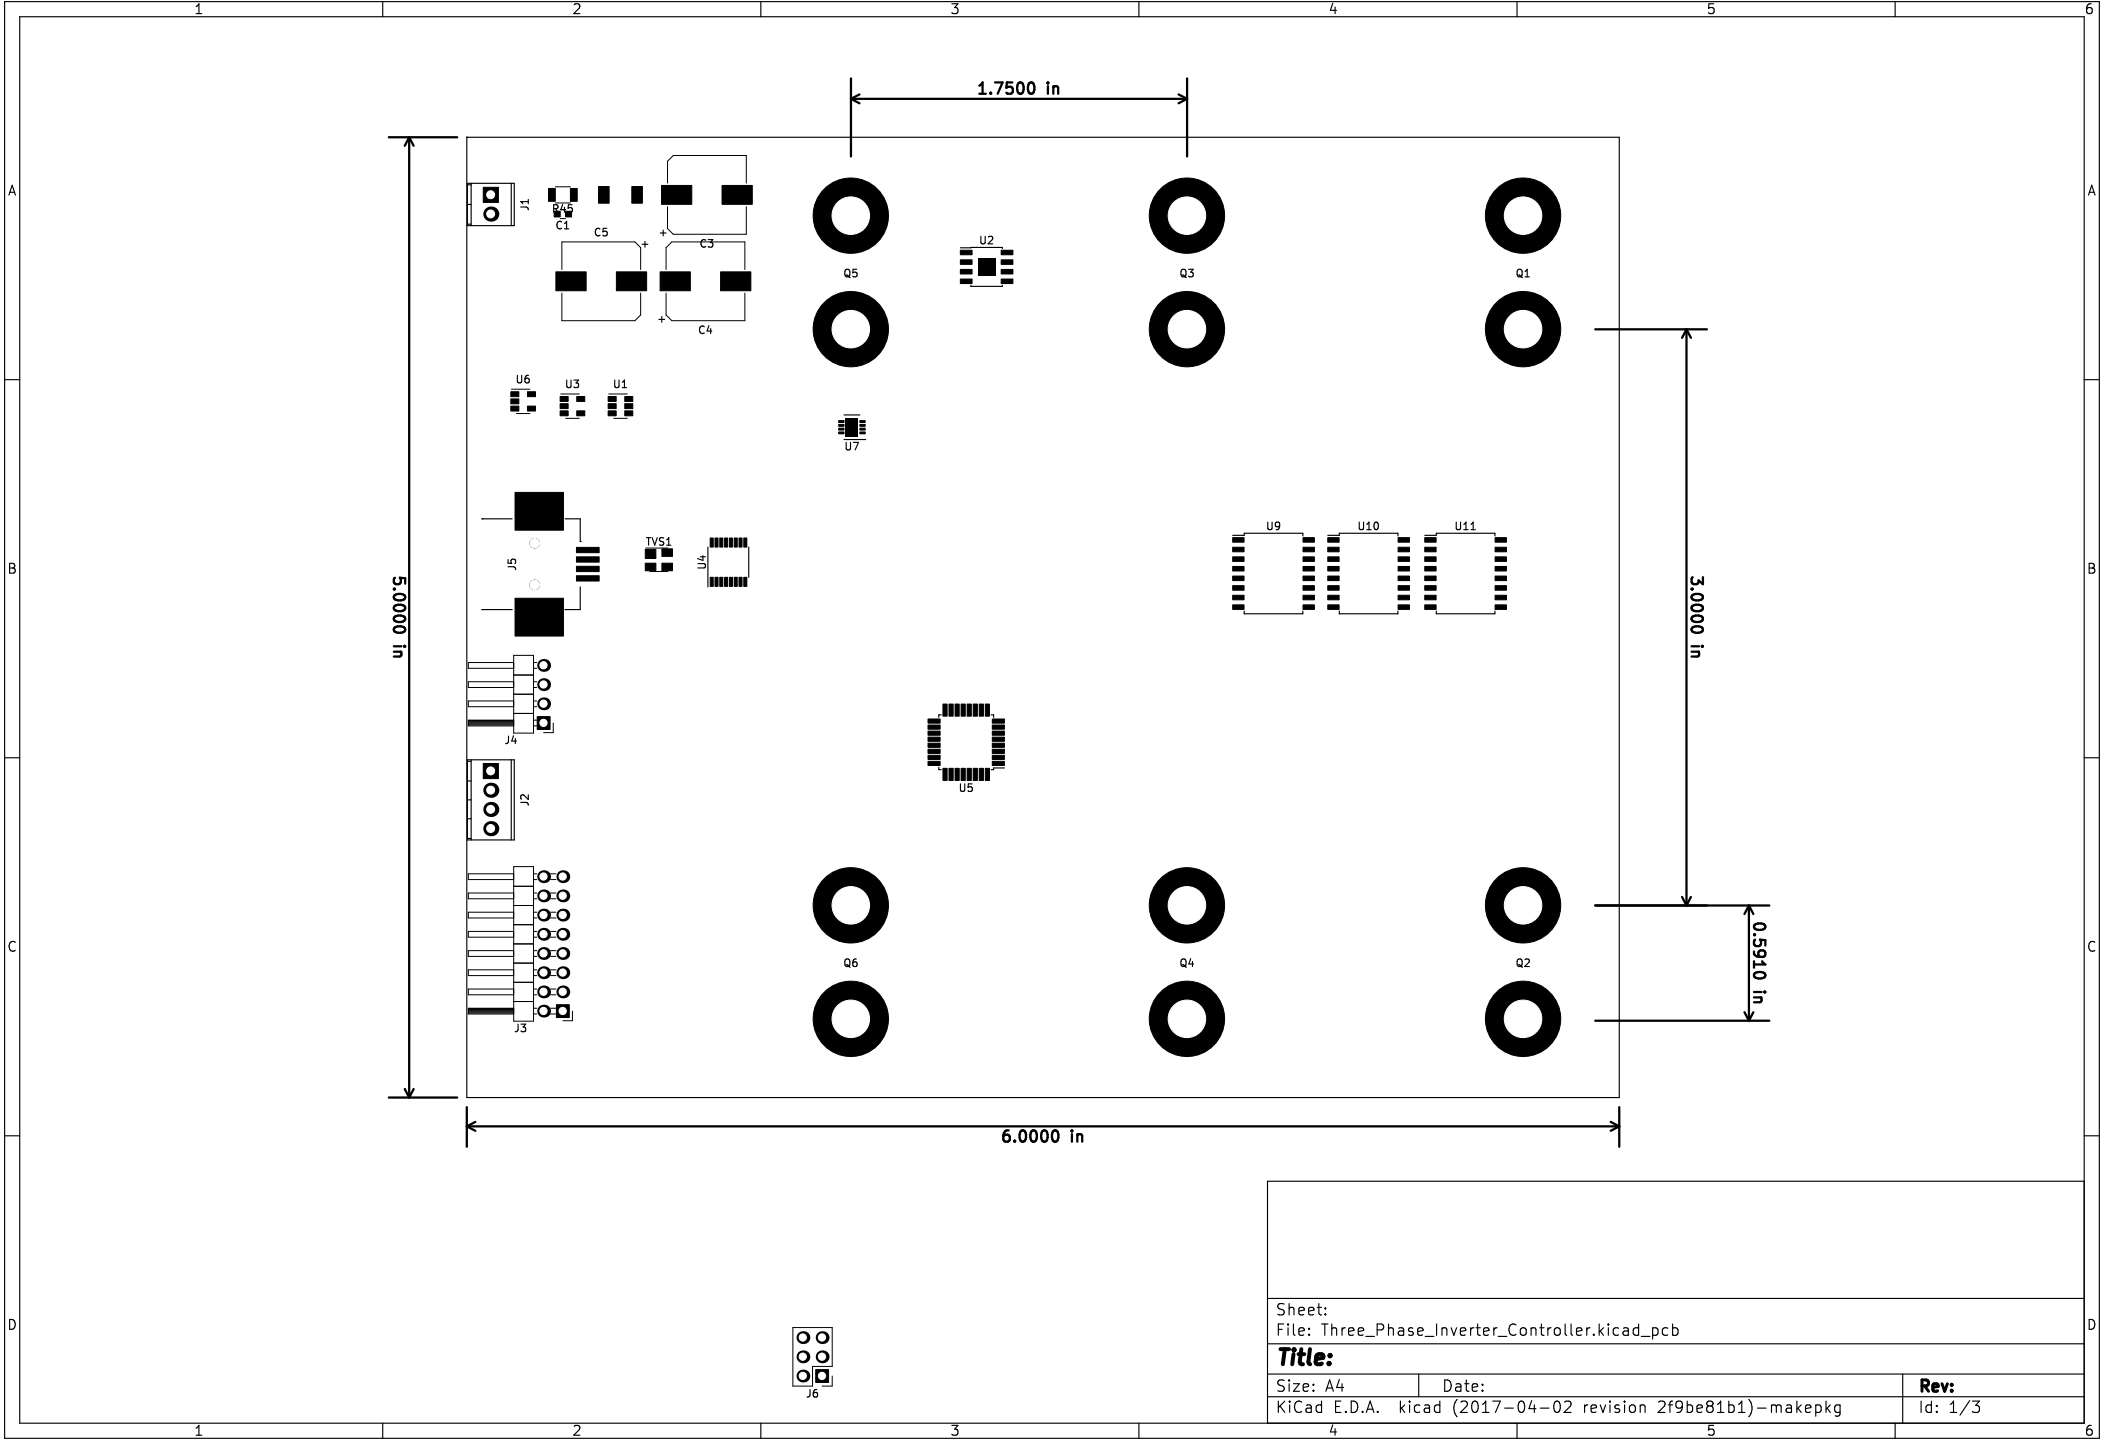 1 2 3 4 5 6
1.7500 in
A A
J1
R45
C1
C5
+
+
C3
U2
Q5
Q3
Q1
+
C4
U6
U3
U1
U7
U9
U10
U11
TVS1
U4
J5
B B
5.0000 in
3.0000 in
J4
U5
J2
C C
0.5910 in
Q6
Q4
Q2
J3
6.0000 in
Sheet:
File: Three_Phase_Inverter_Controller.kicad_pcb
D D
Title:
Size: A4 Date: Rev:
J6
KiCad E.D.A. kicad (2017-04-02 revision 2f9be81b1)-makepkg Id: 1/3
1 2 3 4 5 6